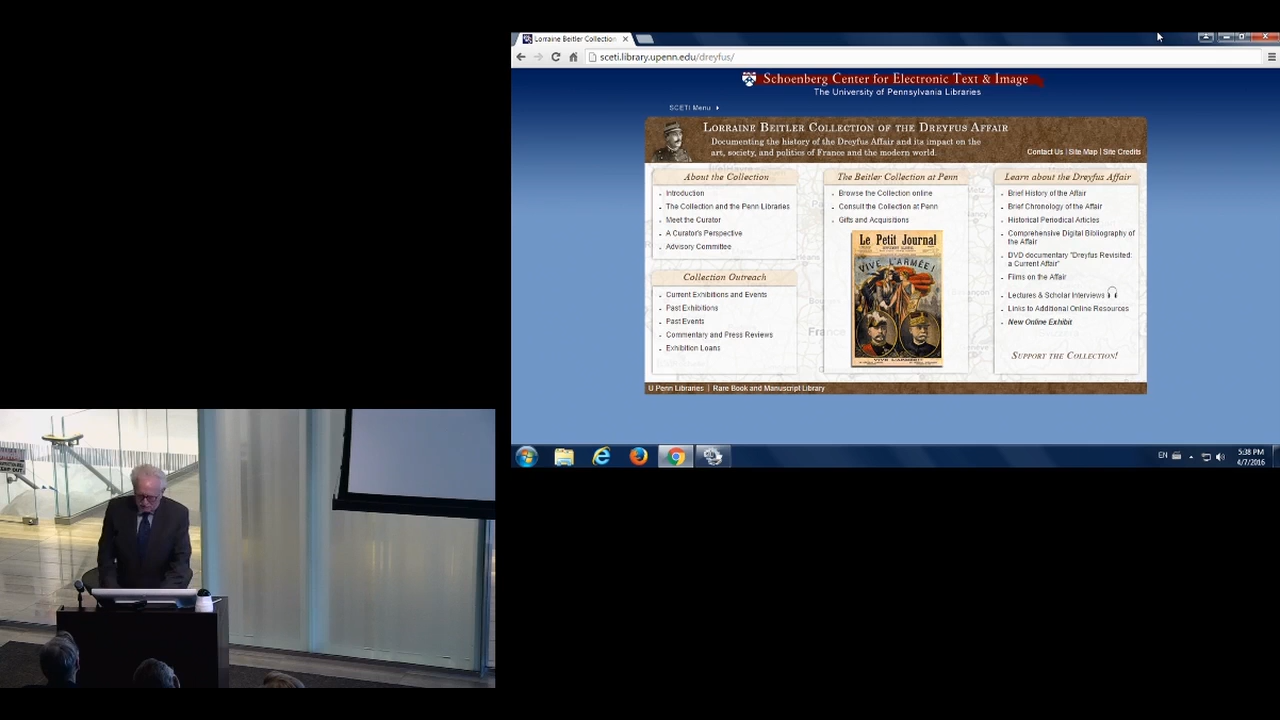 Lorraine Beitler Collection
sceti.library.upenn.edu/dreyfus/
Schoenberg Center for Electronic Text & Image
The University of Pennsylvania Libraries
SCETI Menu
Lorraine Beitler Collection of the Dreyfus Affair
Documenting the history of the Dreyfus Affair and its impact on the
art, society, and politics of France and the modern world.
Contact Us | Site Map | Site Credits
About the Collection
Introduction
The Collection and the Penn Libraries
Meet the Curator
A Curator's Perspective
Advisory Committee
Collection Outreach
Current Exhibitions and Events
Past Exhibitions
Past Events
Commentary and Press Reviews
Exhibition Loans
The Beitler Collection at Penn
Browse the Collection online
Consult the Collection at Penn
Gifts and Acquisitions
Le Petit Journal
VIVE L'ARMÉE!
VIVE L'ARMÉE!!
Learn about the Dreyfus Affair
Brief History of the Affair
Brief Chronology of the Affair
Historical Periodical Articles
Comprehensive Digital Bibliography of
the Affair
DVD documentary "Dreyfus Revisited:
a Current Affair"
Films on the Affair
Lectures & Scholar Interviews
Links to Additional Online Resources
New Online Exhibit
Support the Collection!
France
U Penn Libraries | Rare Book and Manuscript Library
EN
5:38 PM
4/7/2016